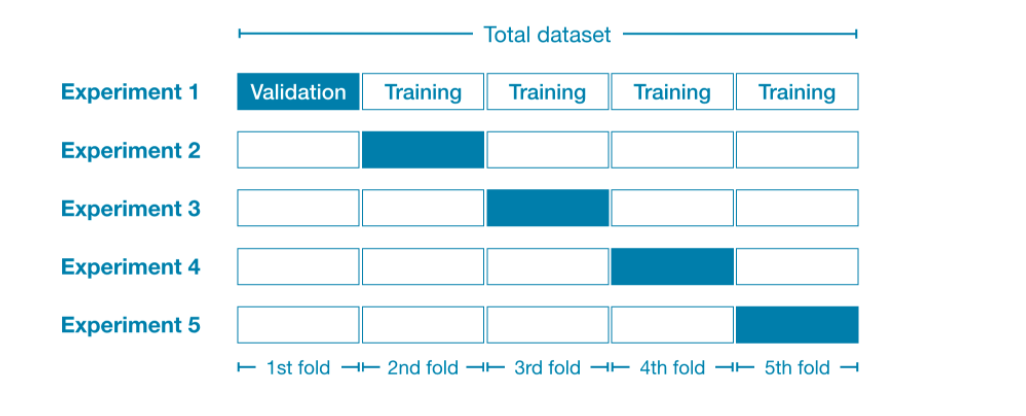 Total dataset
Experiment 1 Validation Training Training Training Training
Experiment 2
Experiment 3
Experiment 4
Experiment 5
1st fold 2nd fold 3rd fold 4th fold 5th fold